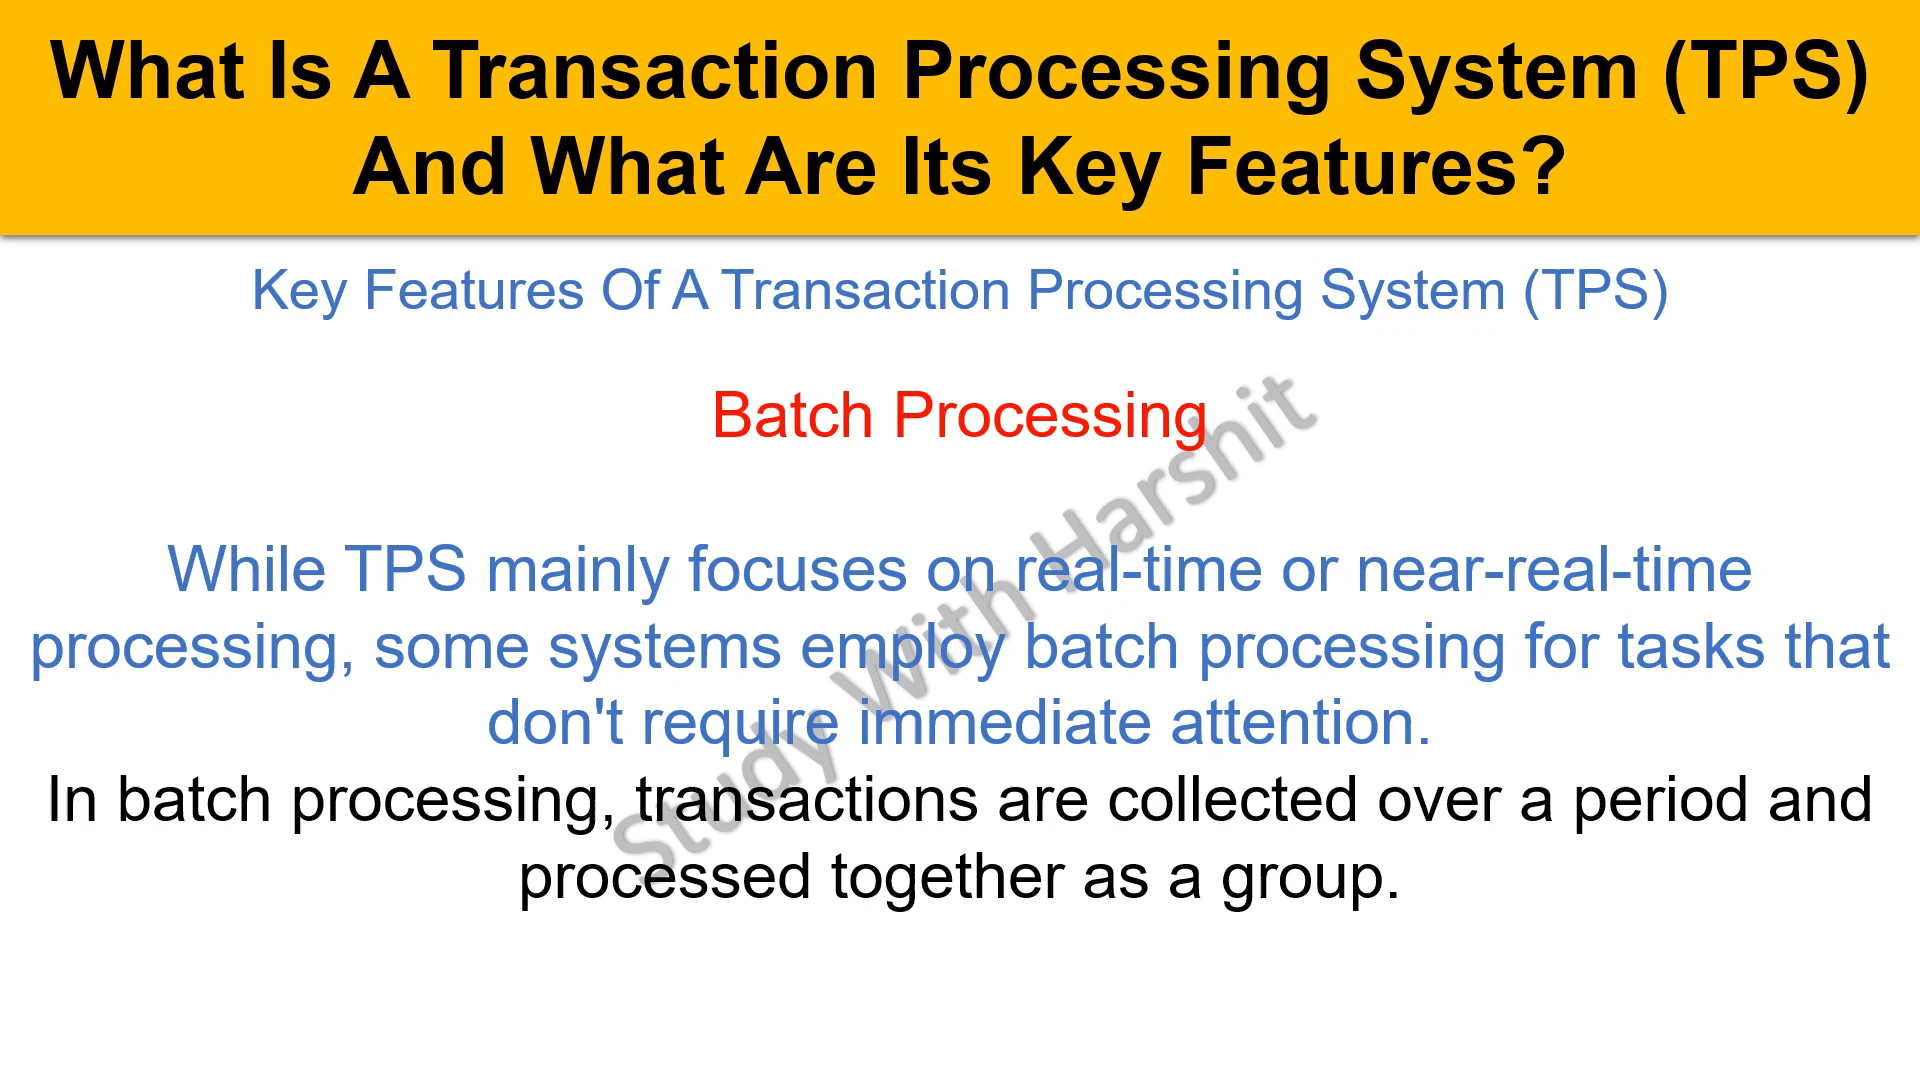 What Is A Transaction Processing System (TPS)
And What Are Its Key Features?
Key Features Of A Transaction Processing System (TPS)
Batch Processing
While TPS mainly focuses on real-time or near-real-time
processing, some systems employ batch processing for tasks that
don't require immediate attention.
In batch processing, transactions are collected over a period and
processed together as a group.
Study With Harshit